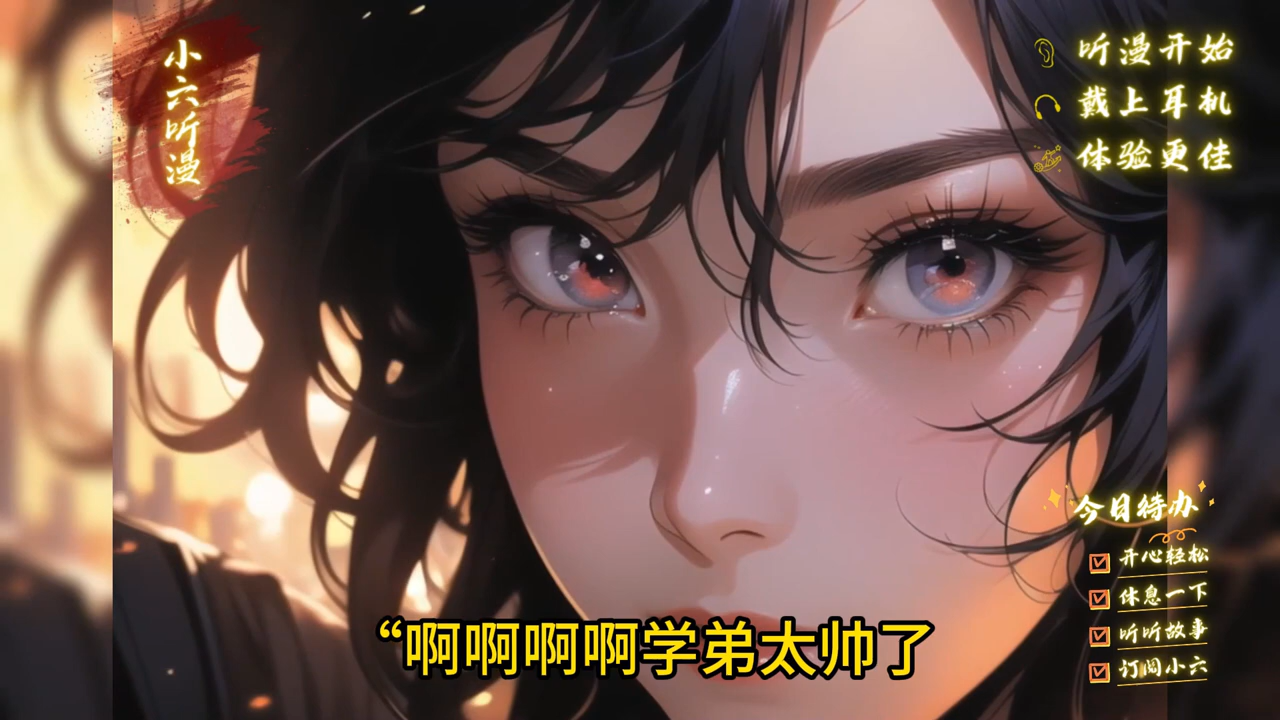 小六听漫
听漫开始
戴上耳机
体验更佳
今日待办
开心轻松
休息一下
听听故事
订阅小六
“啊啊啊啊学弟太帅了